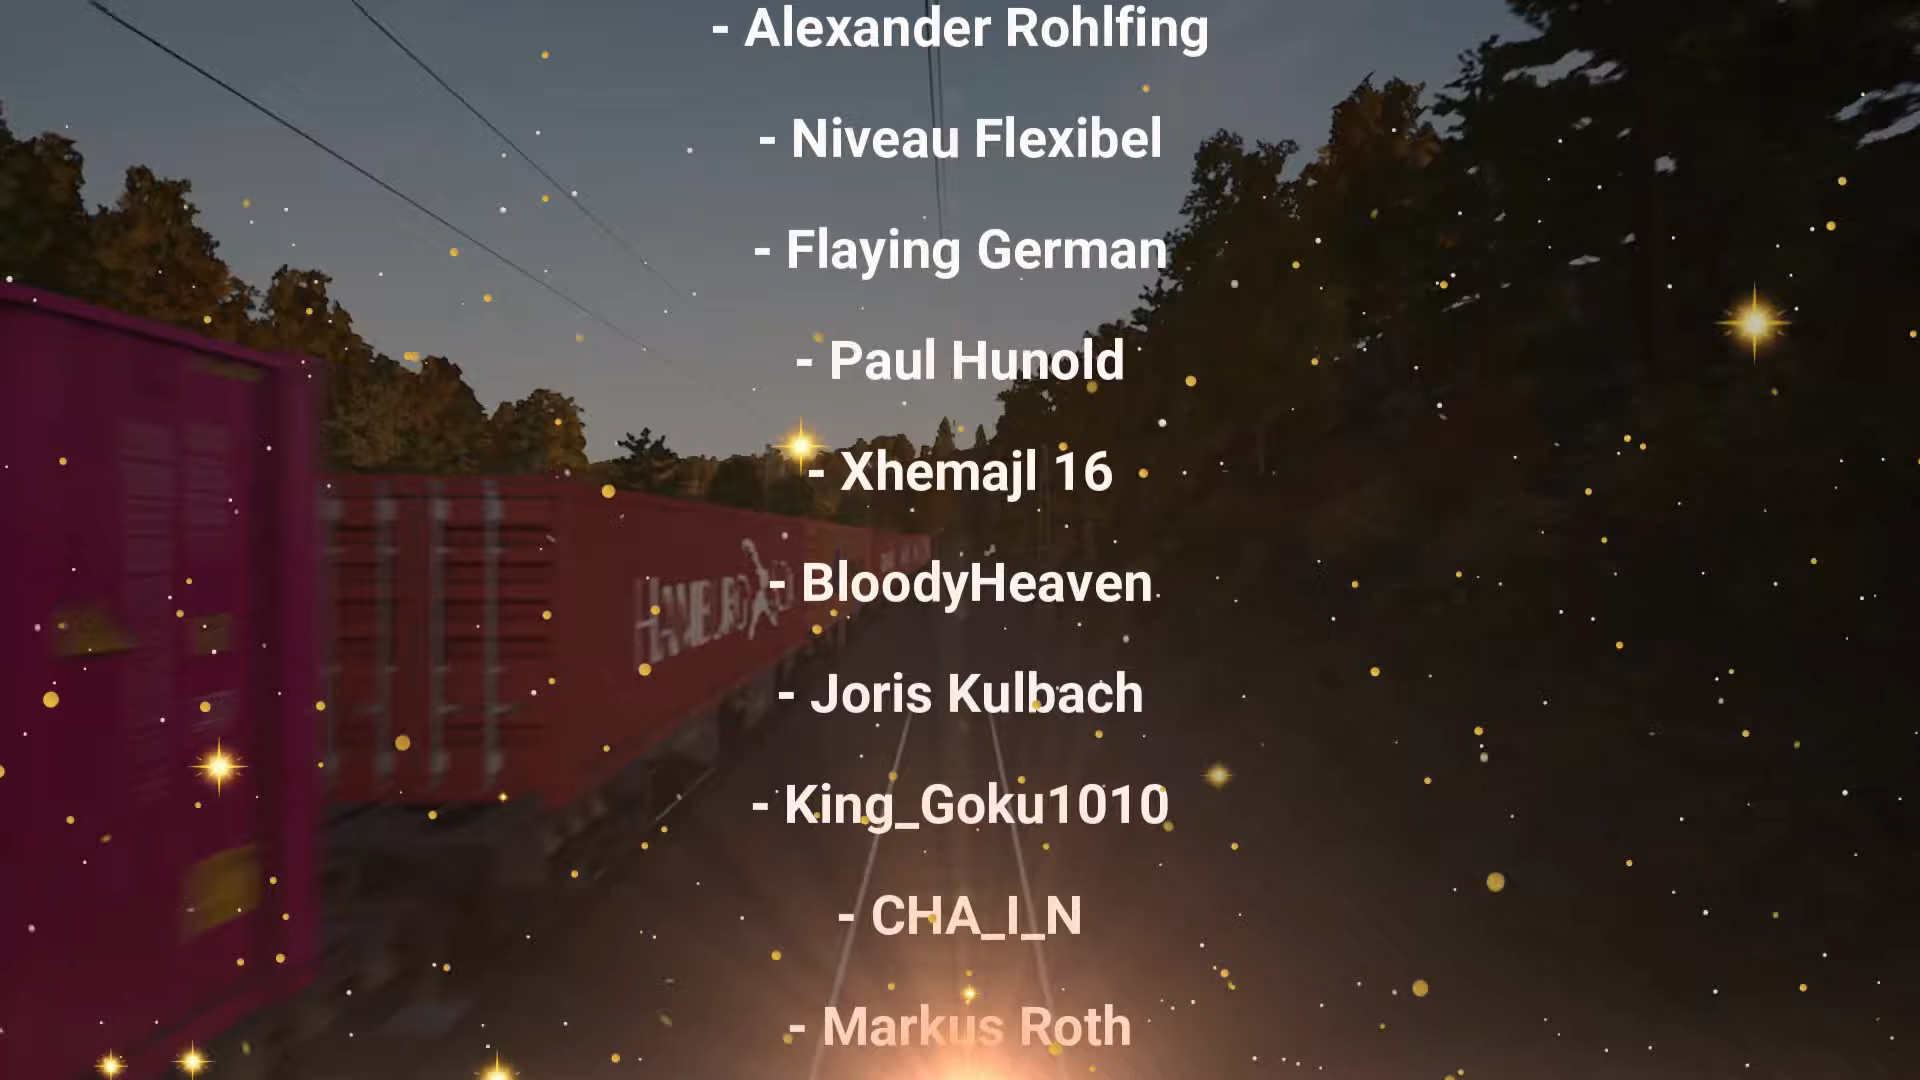 - Alexander Rohlfing
- Niveau Flexibel
- Flaying German
- Paul Hunold
- Xhemajl 16
- BloodyHeaven
- Joris Kulbach
- King_Goku1010
- CHA_I_N
- Markus Roth